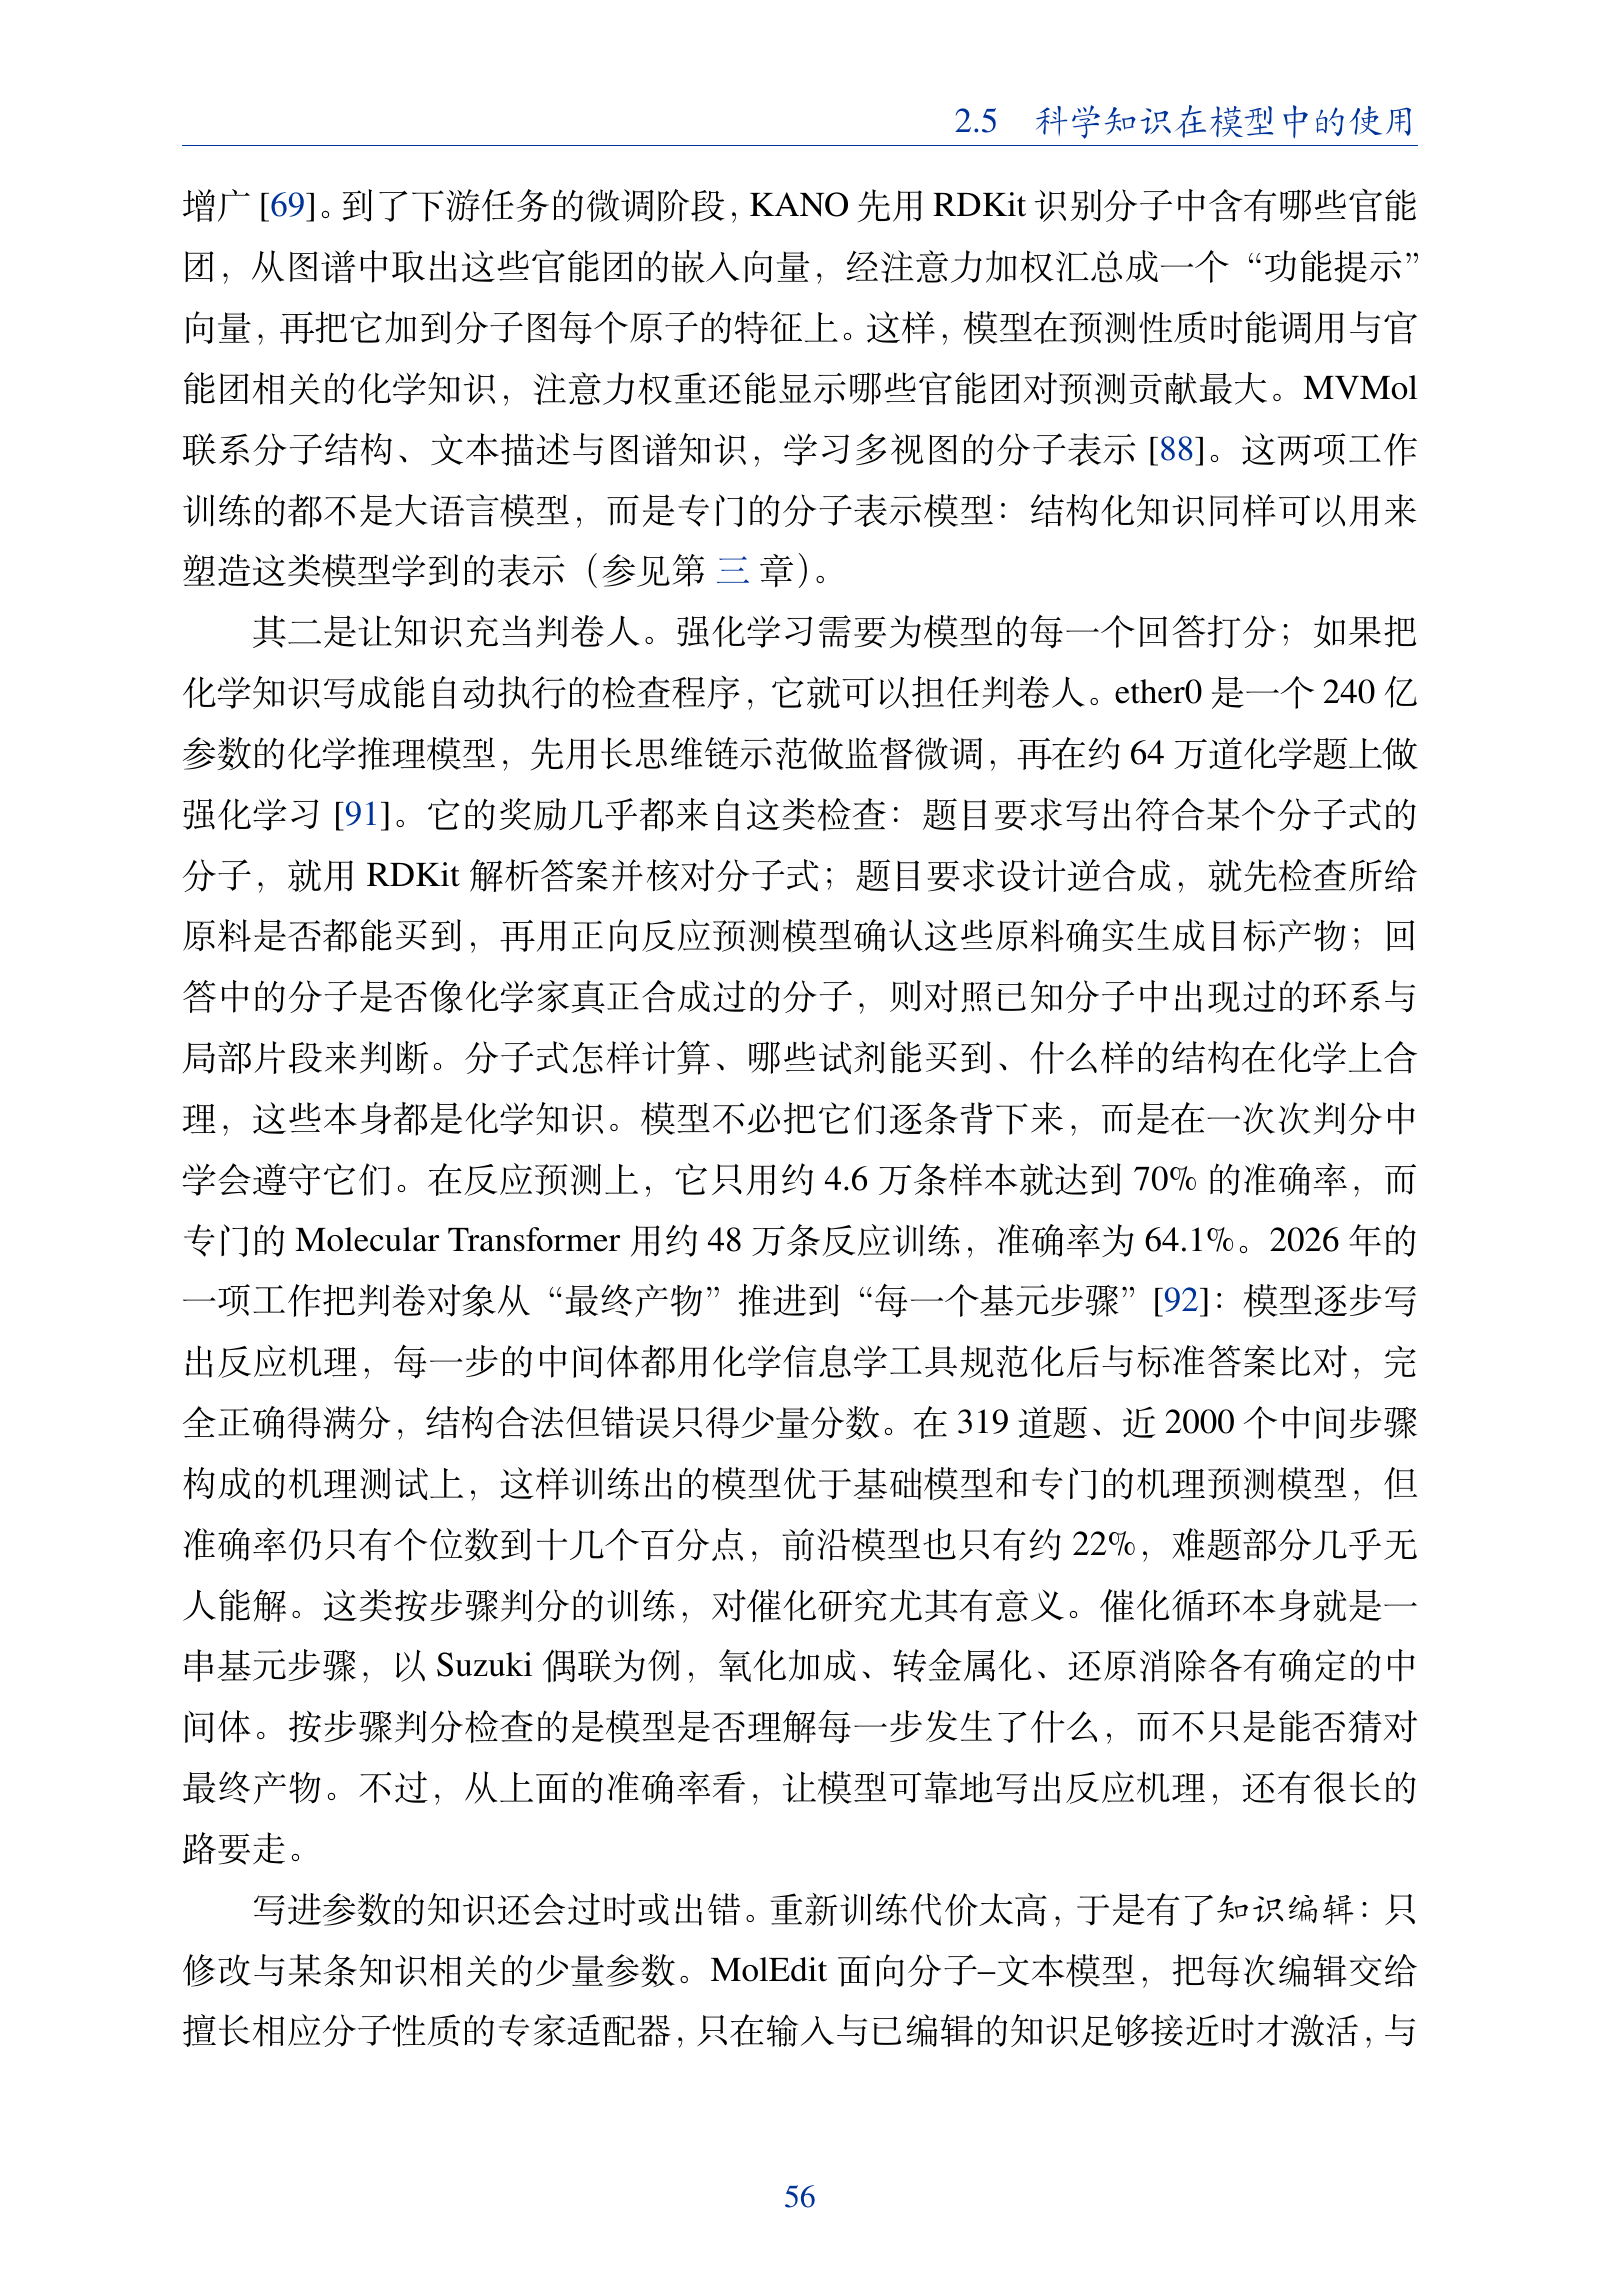 2.5 科学知识在模型中的使用
增广 [69]。到了下游任务的微调阶段，KANO 先用 RDKit 识别分子中含有哪些官能
团，从图谱中取出这些官能团的嵌入向量，经注意力加权汇总成一个“功能提示”
向量，再把它加到分子图每个原子的特征上。这样，模型在预测性质时能调用与官
能团相关的化学知识，注意力权重还能显示哪些官能团对预测贡献最大。MVMol
联系分子结构、文本描述与图谱知识，学习多视图的分子表示 [88]。这两项工作
训练的都不是大语言模型，而是专门的分子表示模型：结构化知识同样可以用来
塑造这类模型学到的表示（参见第 三 章）。
其二是让知识充当判卷人。强化学习需要为模型的每一个回答打分；如果把
化学知识写成能自动执行的检查程序，它就可以担任判卷人。ether0 是一个 240 亿
参数的化学推理模型，先用长思维链示范做监督微调，再在约 64 万道化学题上做
强化学习 [91]。它的奖励几乎都来自这类检查：题目要求写出符合某个分子式的
分子，就用 RDKit 解析答案并核对分子式；题目要求设计逆合成，就先检查所给
原料是否都能买到，再用正向反应预测模型确认这些原料确实生成目标产物；回
答中的分子是否像化学家真正合成过的分子，则对照已知分子中出现过的环系与
局部片段来判断。分子式怎样计算、哪些试剂能买到、什么样的结构在化学上合
理，这些本身都是化学知识。模型不必把它们逐条背下来，而是在一次次判分中
学会遵守它们。在反应预测上，它只用约 4.6 万条样本就达到 70% 的准确率，而
专门的 Molecular Transformer 用约 48 万条反应训练，准确率为 64.1%。2026 年的
一项工作把判卷对象从“最终产物”推进到“每一个基元步骤”[92]：模型逐步写
出反应机理，每一步的中间体都用化学信息学工具规范化后与标准答案比对，完
全正确得满分，结构合法但错误只得少量分数。在 319 道题、近 2000 个中间步骤
构成的机理测试上，这样训练出的模型优于基础模型和专门的机理预测模型，但
准确率仍只有个位数到十几个百分点，前沿模型也只有约 22%，难题部分几乎无
人能解。这类按步骤判分的训练，对催化研究尤其有意义。催化循环本身就是一
串基元步骤，以 Suzuki 偶联为例，氧化加成、转金属化、还原消除各有确定的中
间体。按步骤判分检查的是模型是否理解每一步发生了什么，而不只是能否猜对
最终产物。不过，从上面的准确率看，让模型可靠地写出反应机理，还有很长的
路要走。
写进参数的知识还会过时或出错。重新训练代价太高，于是有了知识编辑：只
修改与某条知识相关的少量参数。MolEdit 面向分子–文本模型，把每次编辑交给
擅长相应分子性质的专家适配器，只在输入与已编辑的知识足够接近时才激活，与
56